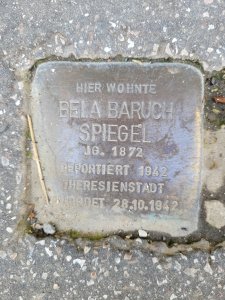 HIER WOHNTE
BELA BARUCH
SPIEGEL
JG. 1872
DEPORTIERT 1942
THERESIENSTADT
ERMORDET 28.10.1942